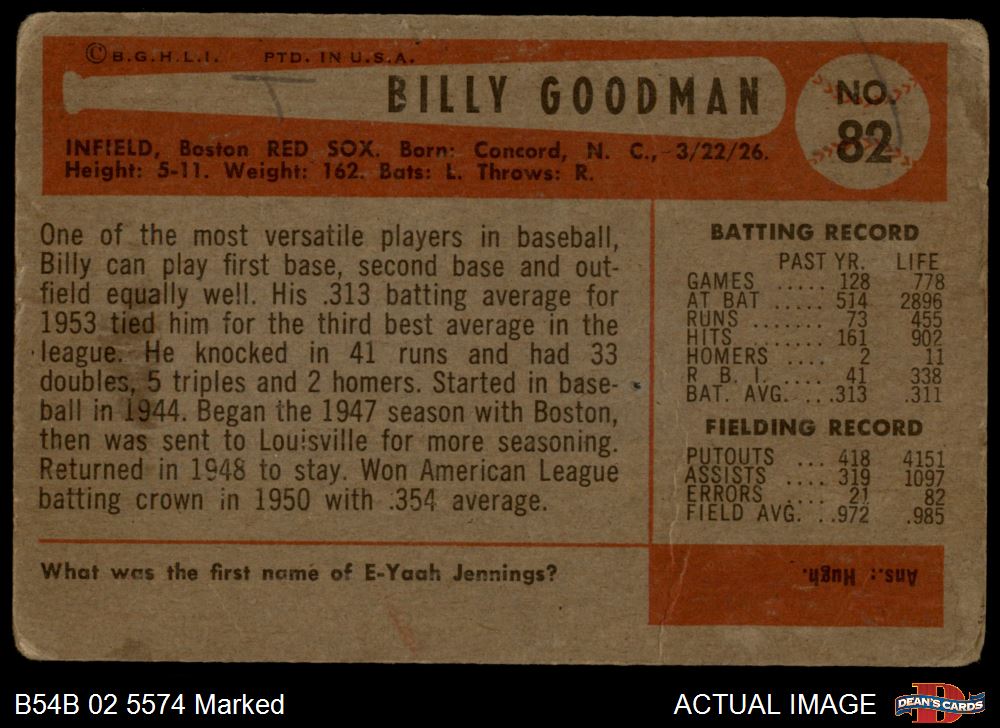 © B.G.H.L.I. PTD. IN U.S.A.
BILLY GOODMAN
NO.
82
INFIELD, Boston RED SOX. Born: Concord, N. C., 3/22/26.
Height: 5-11. Weight: 162. Bats: L. Throws: R.
One of the most versatile players in baseball,
Billy can play first base, second base and out-
field equally well. His .313 batting average for
1953 tied him for the third best average in the
league. He knocked in 41 runs and had 33
doubles, 5 triples and 2 homers. Started in base-
ball in 1944. Began the 1947 season with Boston,
then was sent to Louisville for more seasoning.
Returned in 1948 to stay. Won American League
batting crown in 1950 with .354 average.
BATTING RECORD
PAST YR. LIFE
GAMES ..... 128 778
AT BAT ..... 514 2896
RUNS ....... 73 455
HITS ....... 161 902
HOMERS .... 2 11
R. B. I. .... 41 338
BAT. AVG. ...313 .311
FIELDING RECORD
PUTOUTS ... 418 4151
ASSISTS .... 319 1097
ERRORS .... 21 82
FIELD AVG. ..972 .985
What was the first name of E-Yaah Jennings?
Ans.: Hugh.
B54B 02 5574 Marked
ACTUAL IMAGE
D
DEAN'S CARDS